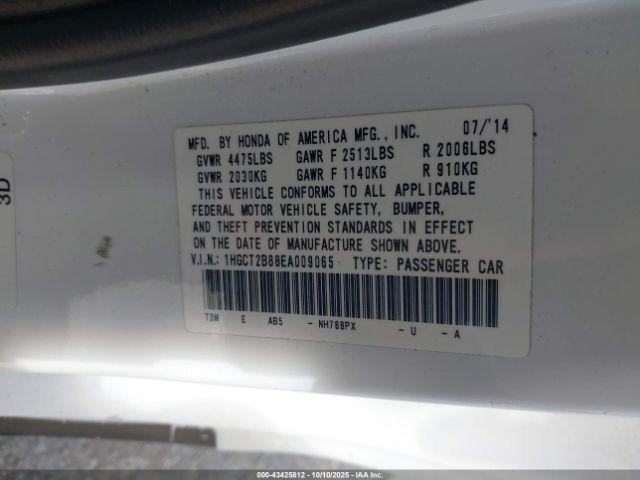 MFD. BY HONDA OF AMERICA MFG., INC. 07/'14
GVWR 4475LBS GAWR F 2513LBS R 2006LBS
GVWR 2030KG GAWR F 1140KG R 910KG
THIS VEHICLE CONFORMS TO ALL APPLICABLE
FEDERAL MOTOR VEHICLE SAFETY, BUMPER,
AND THEFT PREVENTION STANDARDS IN EFFECT
ON THE DATE OF MANUFACTURE SHOWN ABOVE.
V.I.N.: 1HGCT2B88EA009065 TYPE: PASSENGER CAR
T3M E AB5 - NH788PX - U - A
3D
000-43425812 | 10/10/2025 | Copyright © IAA, Inc